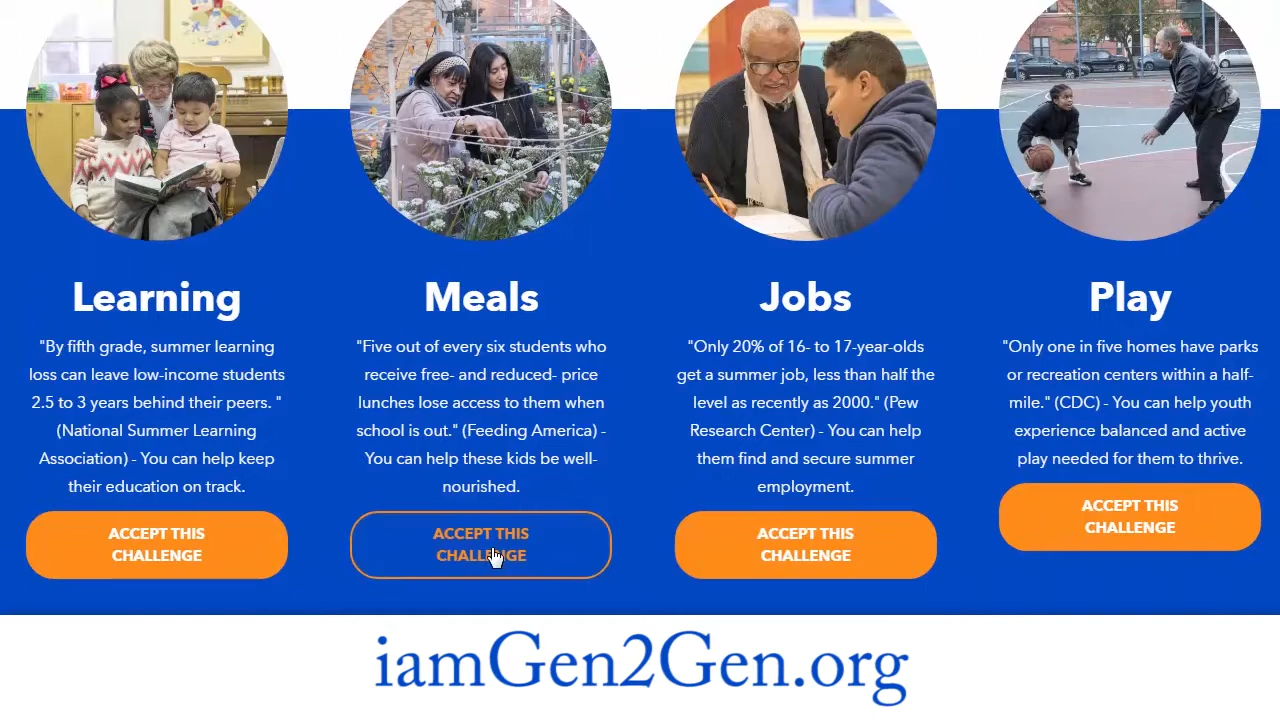 Learning
"By fifth grade, summer learning
loss can leave low-income students
2.5 to 3 years behind their peers. "
(National Summer Learning
Association) - You can help keep
their education on track.
ACCEPT THIS
CHALLENGE
Meals
"Five out of every six students who
receive free- and reduced- price
lunches lose access to them when
school is out." (Feeding America) -
You can help these kids be well-
nourished.
ACCEPT THIS
CHALLENGE
Jobs
"Only 20% of 16- to 17-year-olds
get a summer job, less than half the
level as recently as 2000." (Pew
Research Center) - You can help
them find and secure summer
employment.
ACCEPT THIS
CHALLENGE
Play
"Only one in five homes have parks
or recreation centers within a half-
mile." (CDC) - You can help youth
experience balanced and active
play needed for them to thrive.
ACCEPT THIS
CHALLENGE
iamGen2Gen.org